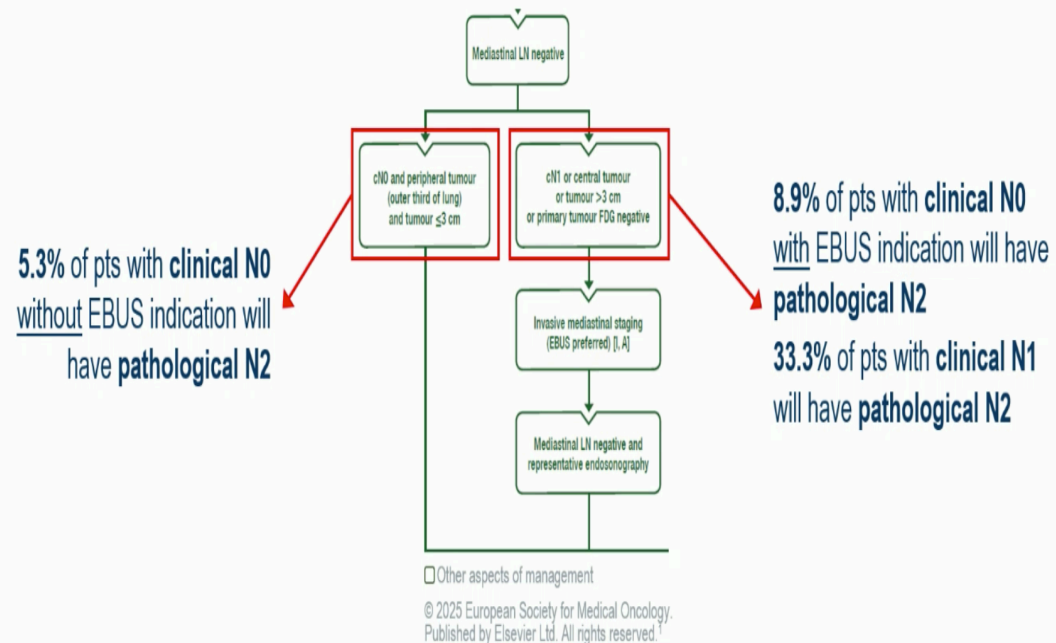 Mediastinal LN negative
cN0 and peripheral tumour
(outer third of lung)
and tumour ≤3 cm
cN1 or central tumour
or tumour >3 cm
or primary tumour FDG negative
5.3% of pts with clinical N0
without EBUS indication will
have pathological N2
8.9% of pts with clinical N0
with EBUS indication will have
pathological N2
33.3% of pts with clinical N1
will have pathological N2
Invasive mediastinal staging
(EBUS preferred) [I, A]
Mediastinal LN negative and
representative endosonography
Other aspects of management
© 2025 European Society for Medical Oncology.
Published by Elsevier Ltd. All rights reserved.¹